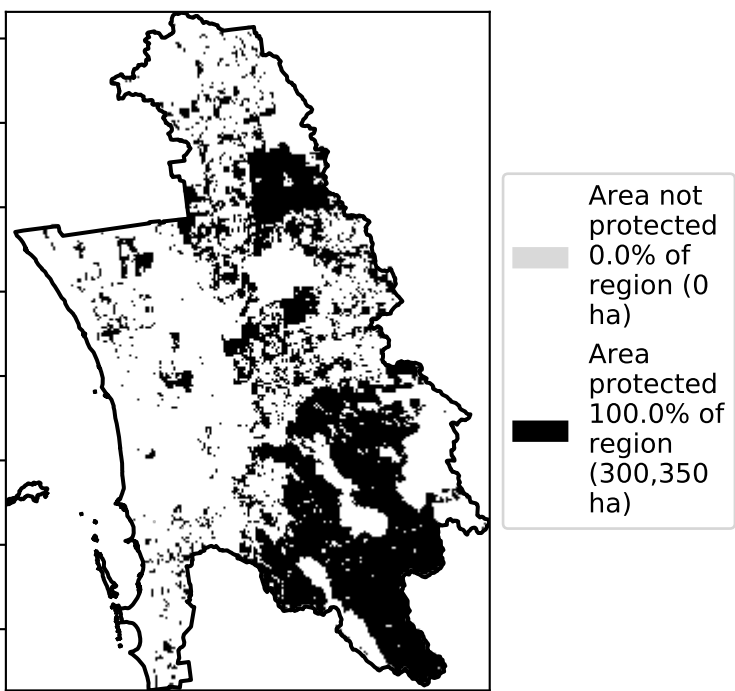 Area not
protected
0.0% of
region (0
ha)
Area
protected
100.0% of
region
(300,350
ha)